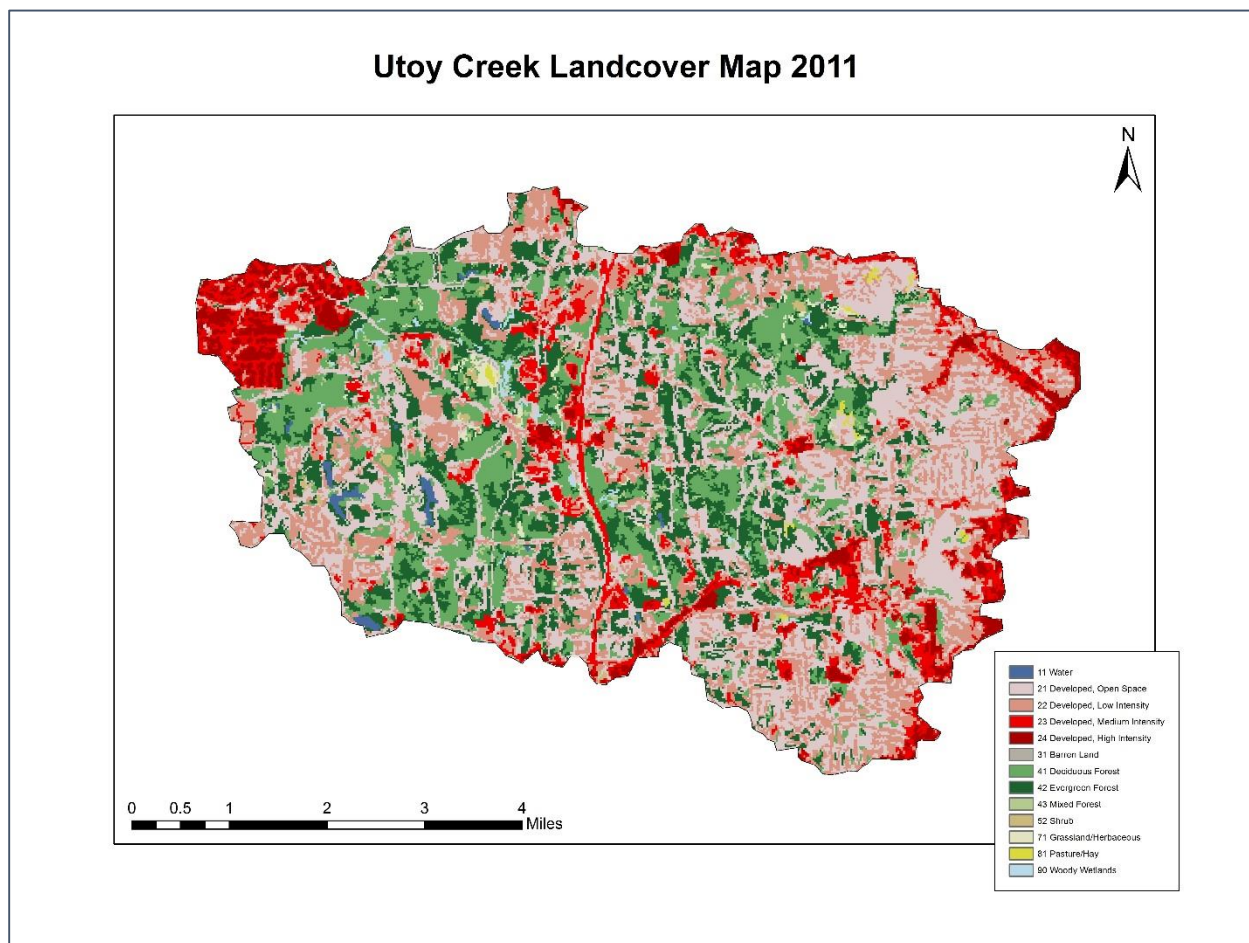 Utoy Creek Landcover Map 2011
N
11 Water
21 Developed, Open Space
22 Developed, Low Intensity
23 Developed, Medium Intensity
24 Developed, High Intensity
31 Barren Land
41 Deciduous Forest
42 Evergreen Forest
43 Mixed Forest
52 Shrub
71 Grassland/Herbaceous
81 Pasture/Hay
90 Woody Wetlands
0 0.5 1 2 3 4
Miles